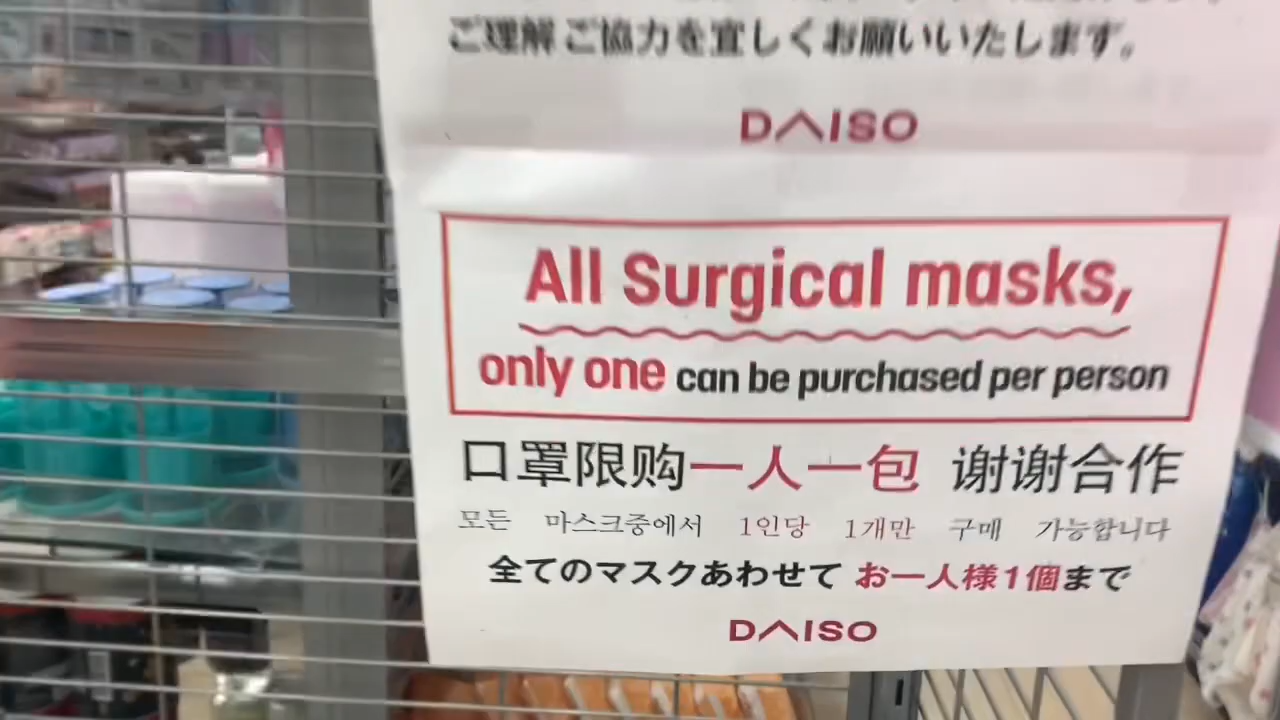 ご理解 ご協力を宜しくお願いいたします。
DAISO
All Surgical masks,
only one can be purchased per person
口罩限购一人一包 谢谢合作
모든 마스크중에서 1인당 1개만 구매 가능합니다
全てのマスクあわせて お一人様1個まで
DAISO